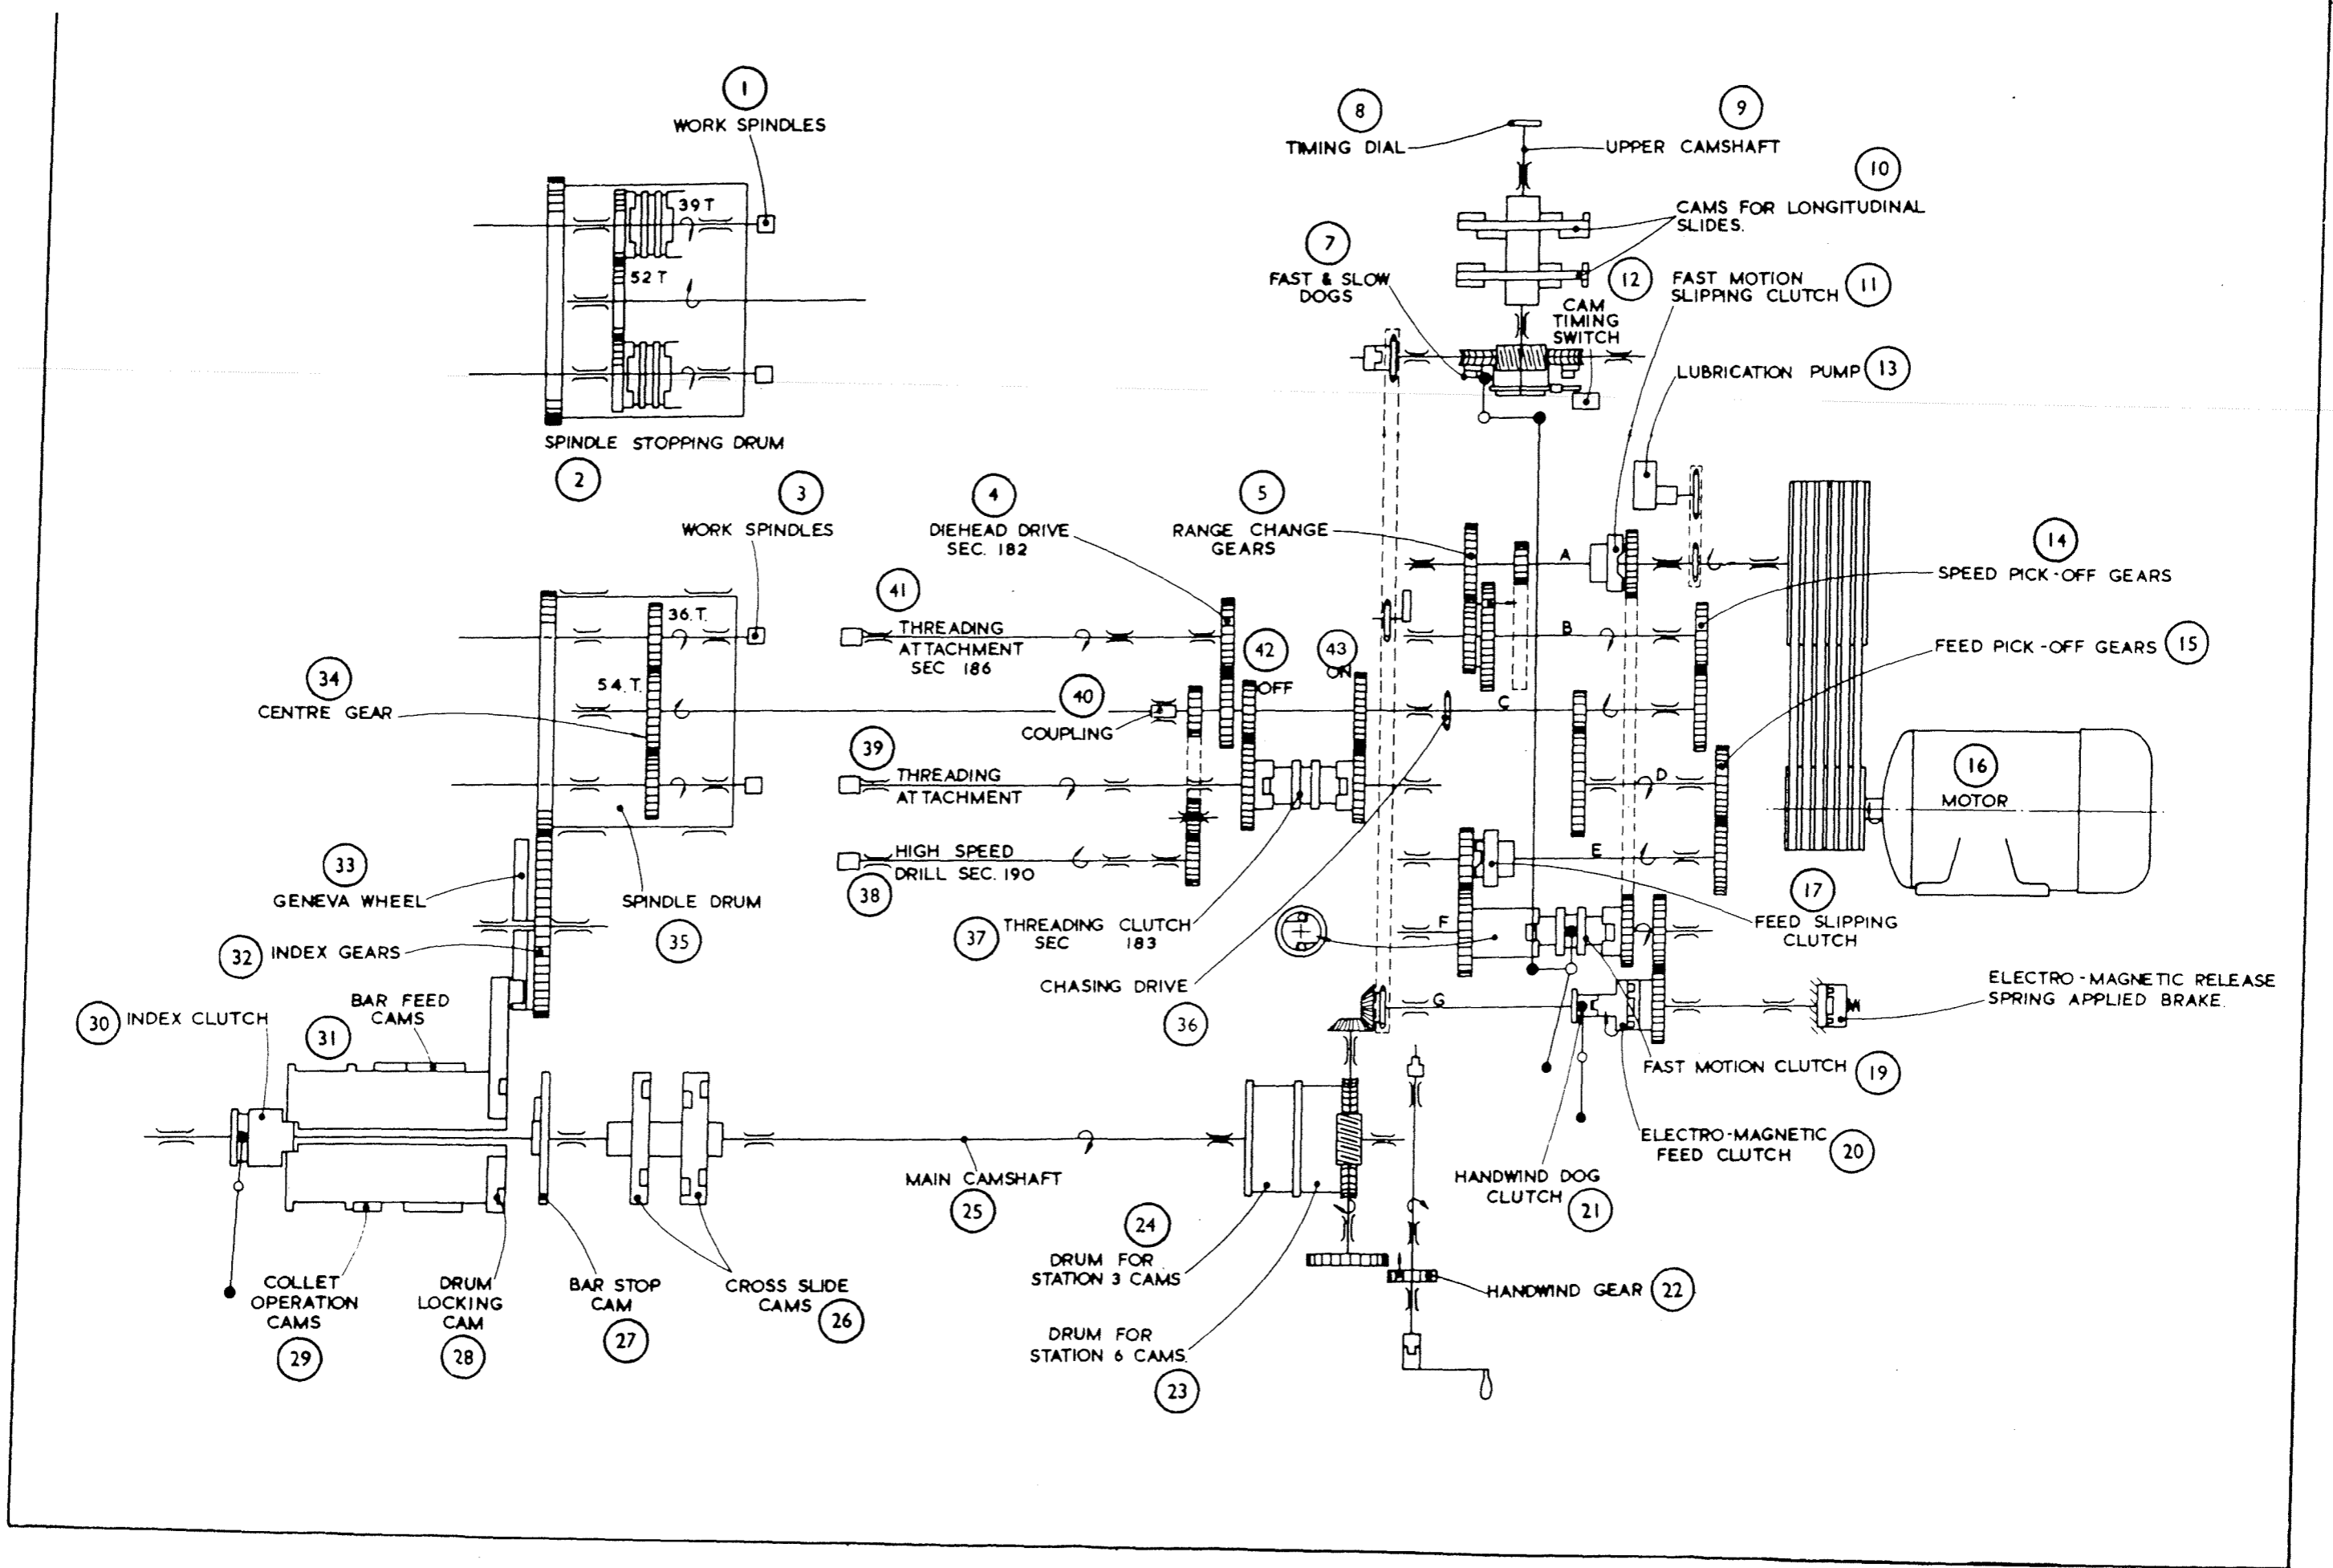 1
WORK SPINDLES
39 T
52 T
SPINDLE STOPPING DRUM
2
8
TIMING DIAL
9
UPPER CAMSHAFT
10
CAMS FOR LONGITUDINAL
SLIDES.
7
FAST & SLOW
DOGS
12
CAM
TIMING
SWITCH
FAST MOTION
SLIPPING CLUTCH
11
LUBRICATION PUMP
13
3
WORK SPINDLES
4
DIEHEAD DRIVE
SEC. 182
5
RANGE CHANGE
GEARS
A
14
SPEED PICK-OFF GEARS
41
THREADING
ATTACHMENT
SEC 186
36.T.
54.T.
34
CENTRE GEAR
42
OFF
43
ON
B
FEED PICK-OFF GEARS
15
40
COUPLING
C
39
THREADING
ATTACHMENT
D
16
MOTOR
HIGH SPEED
DRILL SEC. 190
38
E
33
GENEVA WHEEL
SPINDLE DRUM
35
37
THREADING CLUTCH
SEC 183
F
17
FEED SLIPPING
CLUTCH
32
INDEX GEARS
CHASING DRIVE
36
G
ELECTRO-MAGNETIC RELEASE
SPRING APPLIED BRAKE.
30
INDEX CLUTCH
BAR FEED
CAMS
31
FAST MOTION CLUTCH
19
ELECTRO-MAGNETIC
FEED CLUTCH
20
MAIN CAMSHAFT
25
HANDWIND DOG
CLUTCH
21
24
DRUM FOR
STATION 3 CAMS
COLLET
OPERATION
CAMS
29
DRUM
LOCKING
CAM
28
BAR STOP
CAM
27
CROSS SLIDE
CAMS
26
HANDWIND GEAR
22
DRUM FOR
STATION 6 CAMS.
23